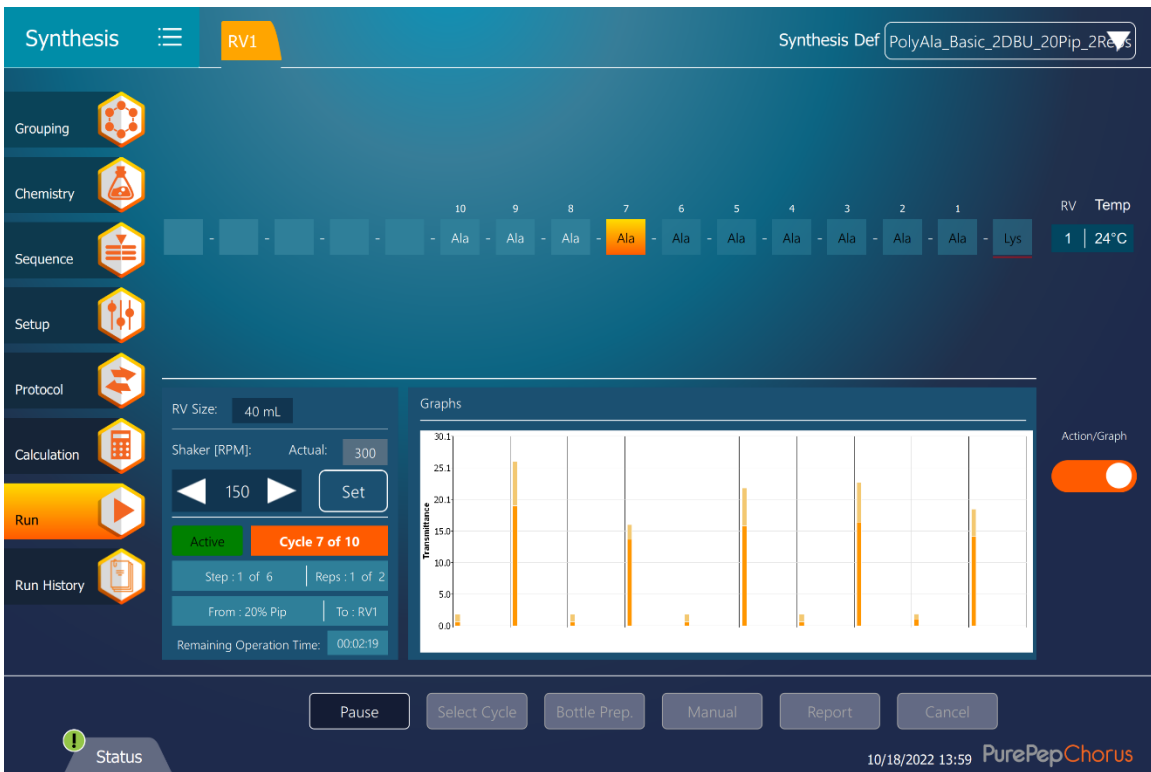 Synthesis
RV1
Synthesis Def
PolyAla_Basic_2DBU_20Pip_2Re
s
Grouping
Chemistry
Sequence
Setup
Protocol
Calculation
Run
Run History
10 9 8 7 6 5 4 3 2 1
- - - - - Ala - Ala - Ala - Ala - Ala - Ala - Ala - Ala - Ala - Ala - Lys
RV Temp
1 | 24°C
RV Size: 40 mL
Shaker [RPM]: Actual: 300
150 Set
Active Cycle 7 of 10
Step : 1 of 6 | Reps : 1 of 2
From : 20% Pip | To : RV1
Remaining Operation Time: 00:02:19
Graphs
Transmittance
30.1
25.1
20.1
15.0
10.0
5.0
0.0
Action/Graph
Pause Select Cycle Bottle Prep. Manual Report Cancel
! Status
10/18/2022 13:59 PurePepChorus